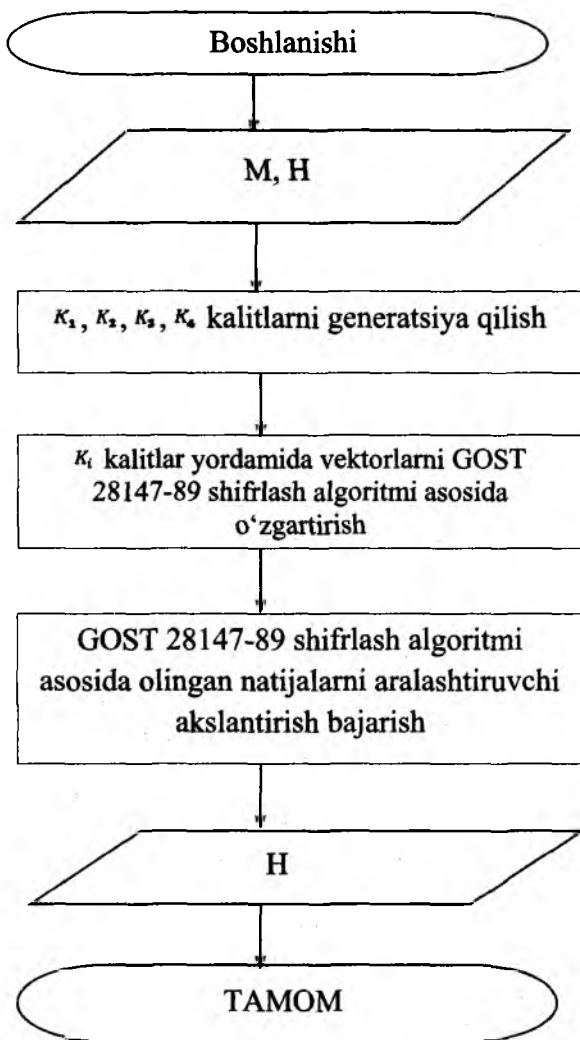 Boshlanishi
M, H
K₁, K₂, K₃, K₄ kalitlarni generatsiya qilish
Kᵢ kalitlar yordamida vektorlarni GOST
28147-89 shifrlash algoritmi asosida
o‘zgartirish
GOST 28147-89 shifrlash algoritmi
asosida olingan natijalarni aralashtiruvchi
akslantirish bajarish
H
TAMOM